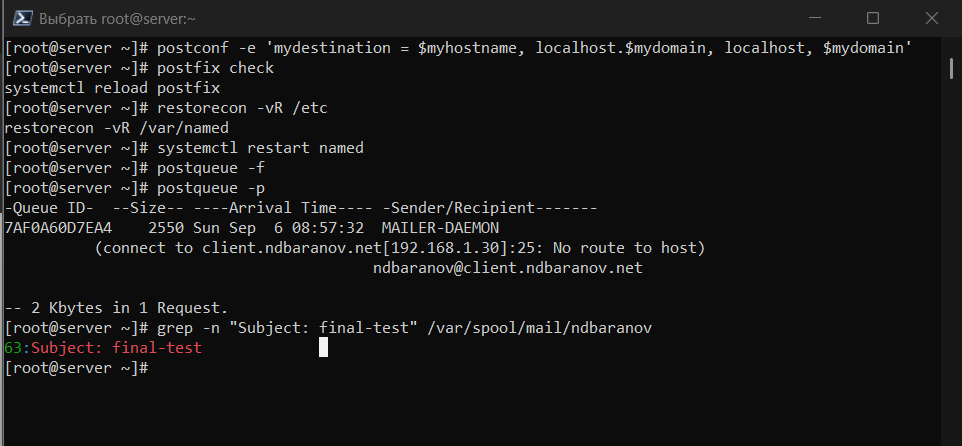 Выбрать root@server:~
[root@server ~]# postconf -e 'mydestination = $myhostname, localhost.$mydomain, localhost, $mydomain'
[root@server ~]# postfix check
systemctl reload postfix
[root@server ~]# restorecon -vR /etc
restorecon -vR /var/named
[root@server ~]# systemctl restart named
[root@server ~]# postqueue -f
[root@server ~]# postqueue -p
-Queue ID-  --Size-- ----Arrival Time---- -Sender/Recipient-------
7AF0A60D7EA4    2550 Sun Sep  6 08:57:32  MAILER-DAEMON
          (connect to client.ndbaranov.net[192.168.1.30]:25: No route to host)
                                         ndbaranov@client.ndbaranov.net

-- 2 Kbytes in 1 Request.
[root@server ~]# grep -n "Subject: final-test" /var/spool/mail/ndbaranov
63:Subject: final-test
[root@server ~]#